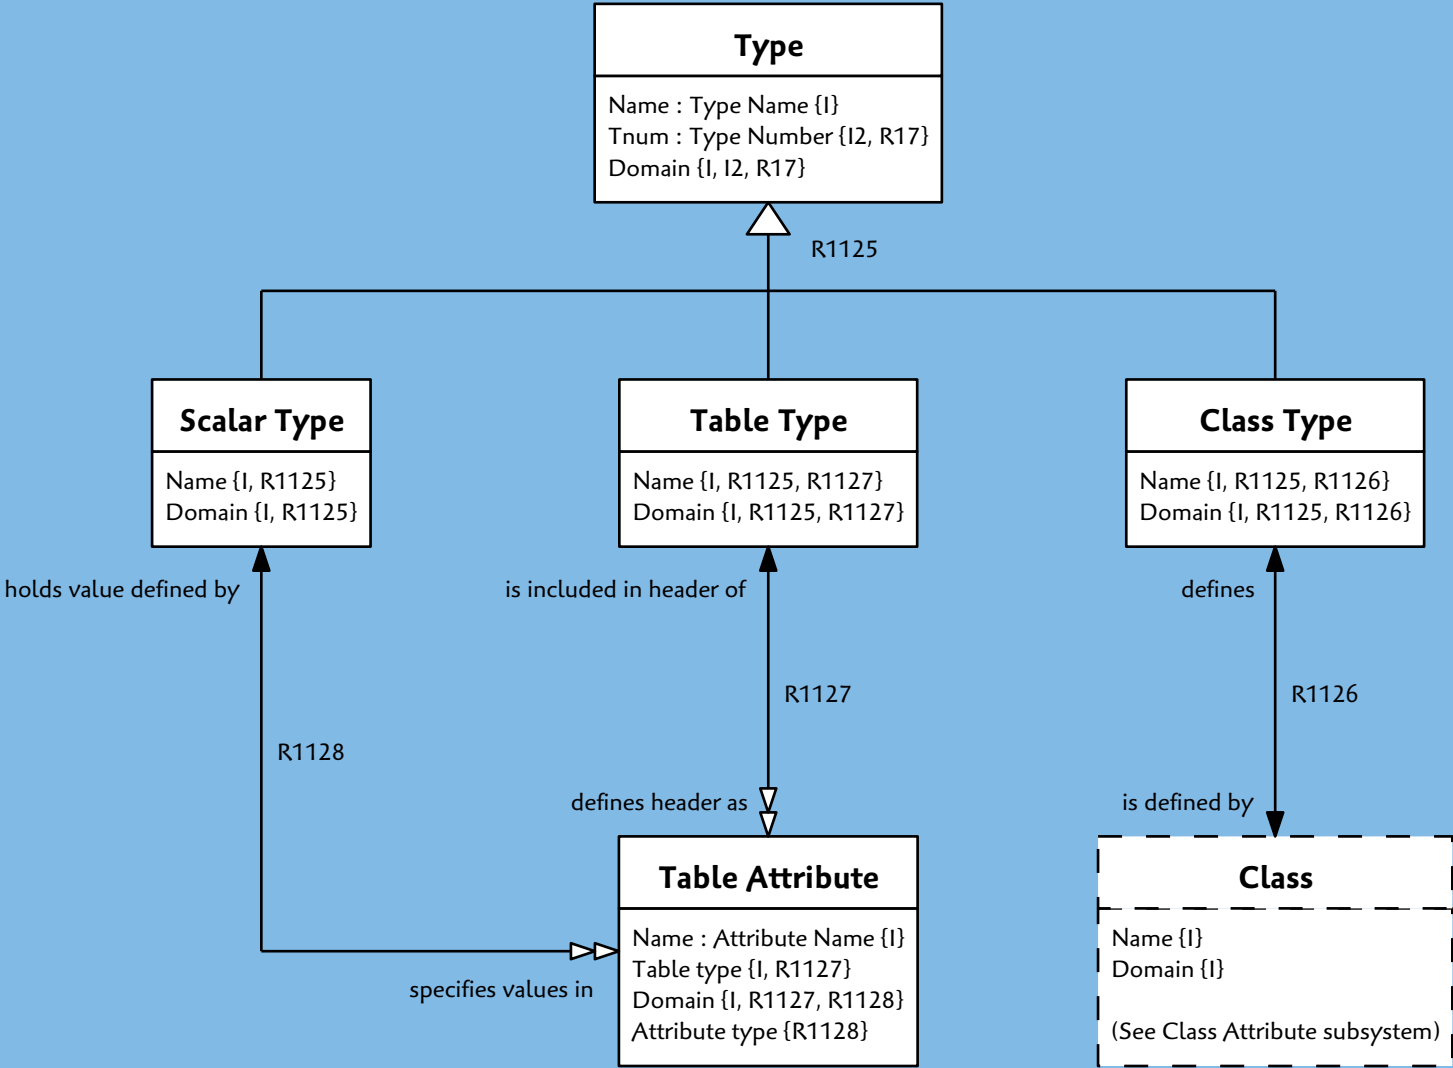 Type
Name : Type Name {I}
Tnum : Type Number {I2, R17}
Domain {I, I2, R17}
R1125
Scalar Type
Name {I, R1125}
Domain {I, R1125}
Table Type
Name {I, R1125, R1127}
Domain {I, R1125, R1127}
Class Type
Name {I, R1125, R1126}
Domain {I, R1125, R1126}
holds value defined by
is included in header of
defines
R1127
R1126
R1128
defines header as
is defined by
Table Attribute
Name : Attribute Name {I}
Table type {I, R1127}
Domain {I, R1127, R1128}
Attribute type {R1128}
specifies values in
Class
Name {I}
Domain {I}
(See Class Attribute subsystem)